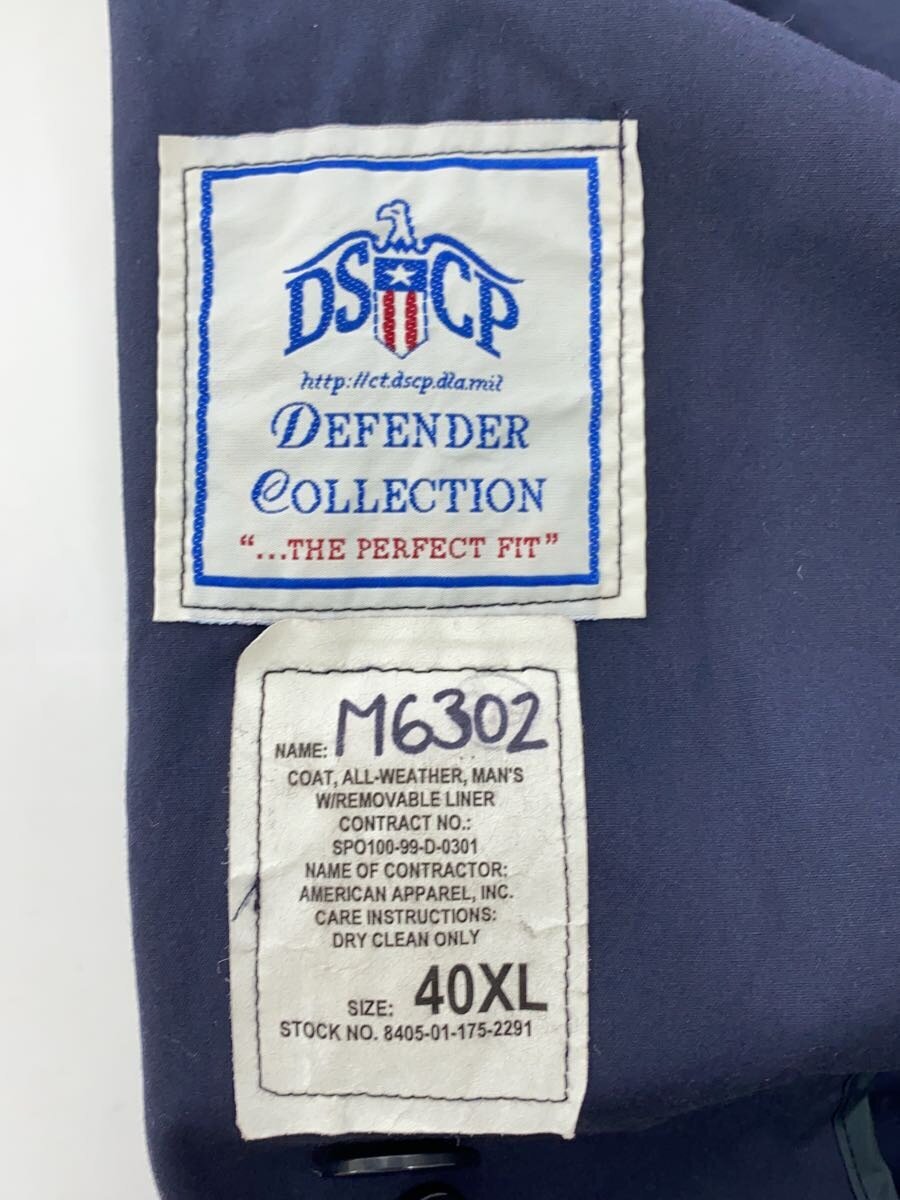 DSCP
http://ct.dscp.dla.mil
DEFENDER
COLLECTION
"...THE PERFECT FIT"
NAME: M6302
COAT, ALL-WEATHER, MAN'S
W/REMOVABLE LINER
CONTRACT NO.:
SPO100-99-D-0301
NAME OF CONTRACTOR:
AMERICAN APPAREL, INC.
CARE INSTRUCTIONS:
DRY CLEAN ONLY
SIZE: 40XL
STOCK NO. 8405-01-175-2291